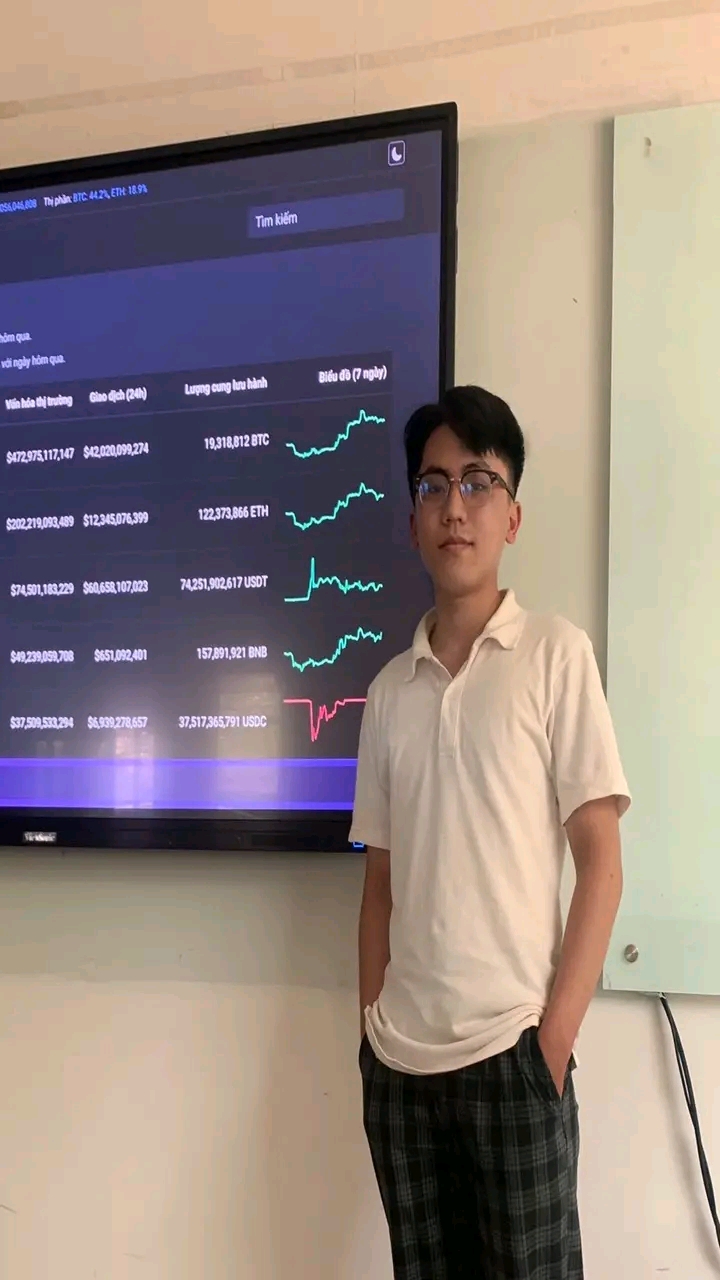 056,046,808 Thị phần: BTC: 44.2%, ETH: 18.9%
Tìm kiếm
hôm qua.
với ngày hôm qua.
Vốn hóa thị trường Giao dịch (24h) Lượng cung lưu hành Biểu đồ (7 ngày)
$472,975,117,147 $42,020,099,274 19,318,812 BTC
$202,219,093,489 $12,345,076,399 122,373,866 ETH
$74,501,183,229 $60,658,107,023 74,251,902,617 USDT
$49,239,059,708 $651,092,401 157,891,921 BNB
$37,509,533,294 $6,939,278,657 37,517,365,791 USDC